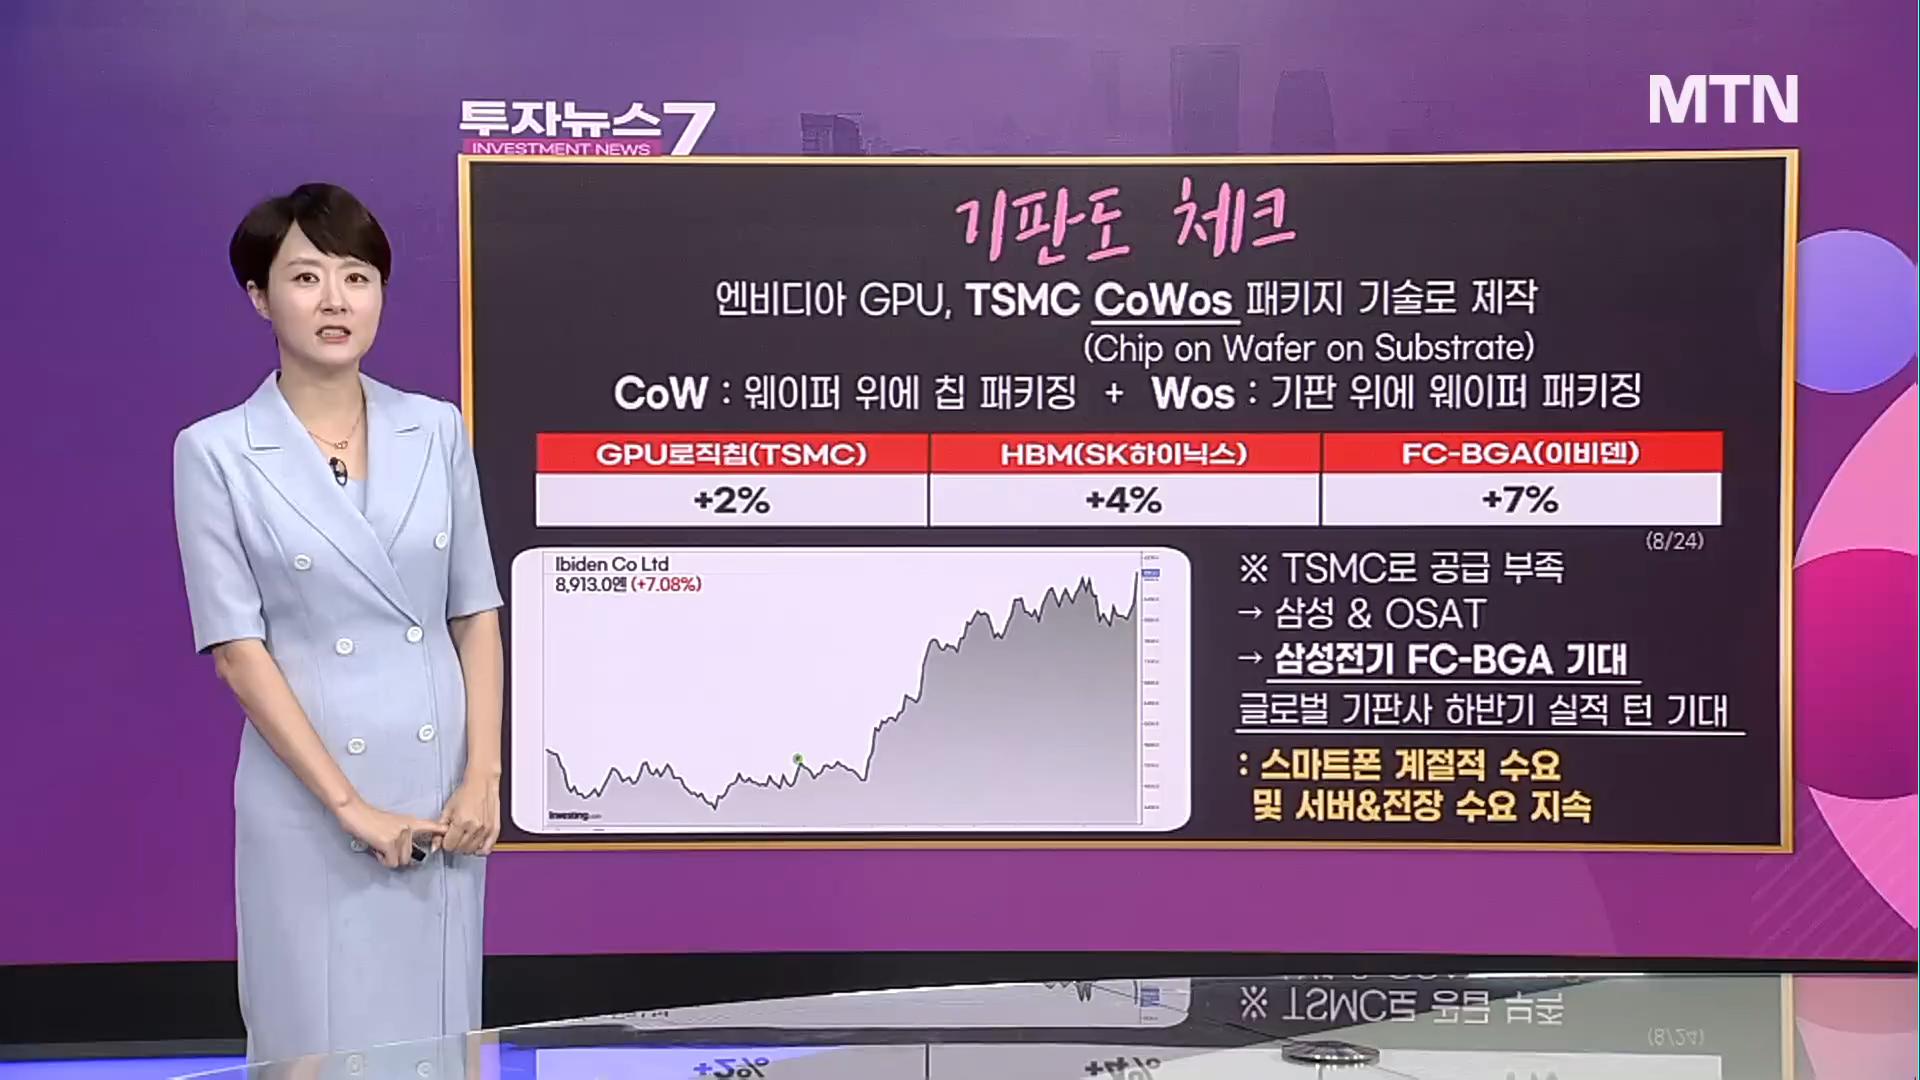 MTN
투자뉴스7
INVESTMENT NEWS
기판도 체크
엔비디아 GPU, TSMC CoWos 패키지 기술로 제작
(Chip on Wafer on Substrate)
CoW : 웨이퍼 위에 칩 패키징 + Wos : 기판 위에 웨이퍼 패키징
GPU로직칩(TSMC) HBM(SK하이닉스) FC-BGA(이비덴)
+2% +4% +7%
(8/24)
Ibiden Co Ltd
8,913.0엔 (+7.08%)
Investing.com
※ TSMC로 공급 부족
→ 삼성 & OSAT
→ 삼성전기 FC-BGA 기대
글로벌 기판사 하반기 실적 턴 기대
: 스마트폰 계절적 수요
및 서버&전장 수요 지속